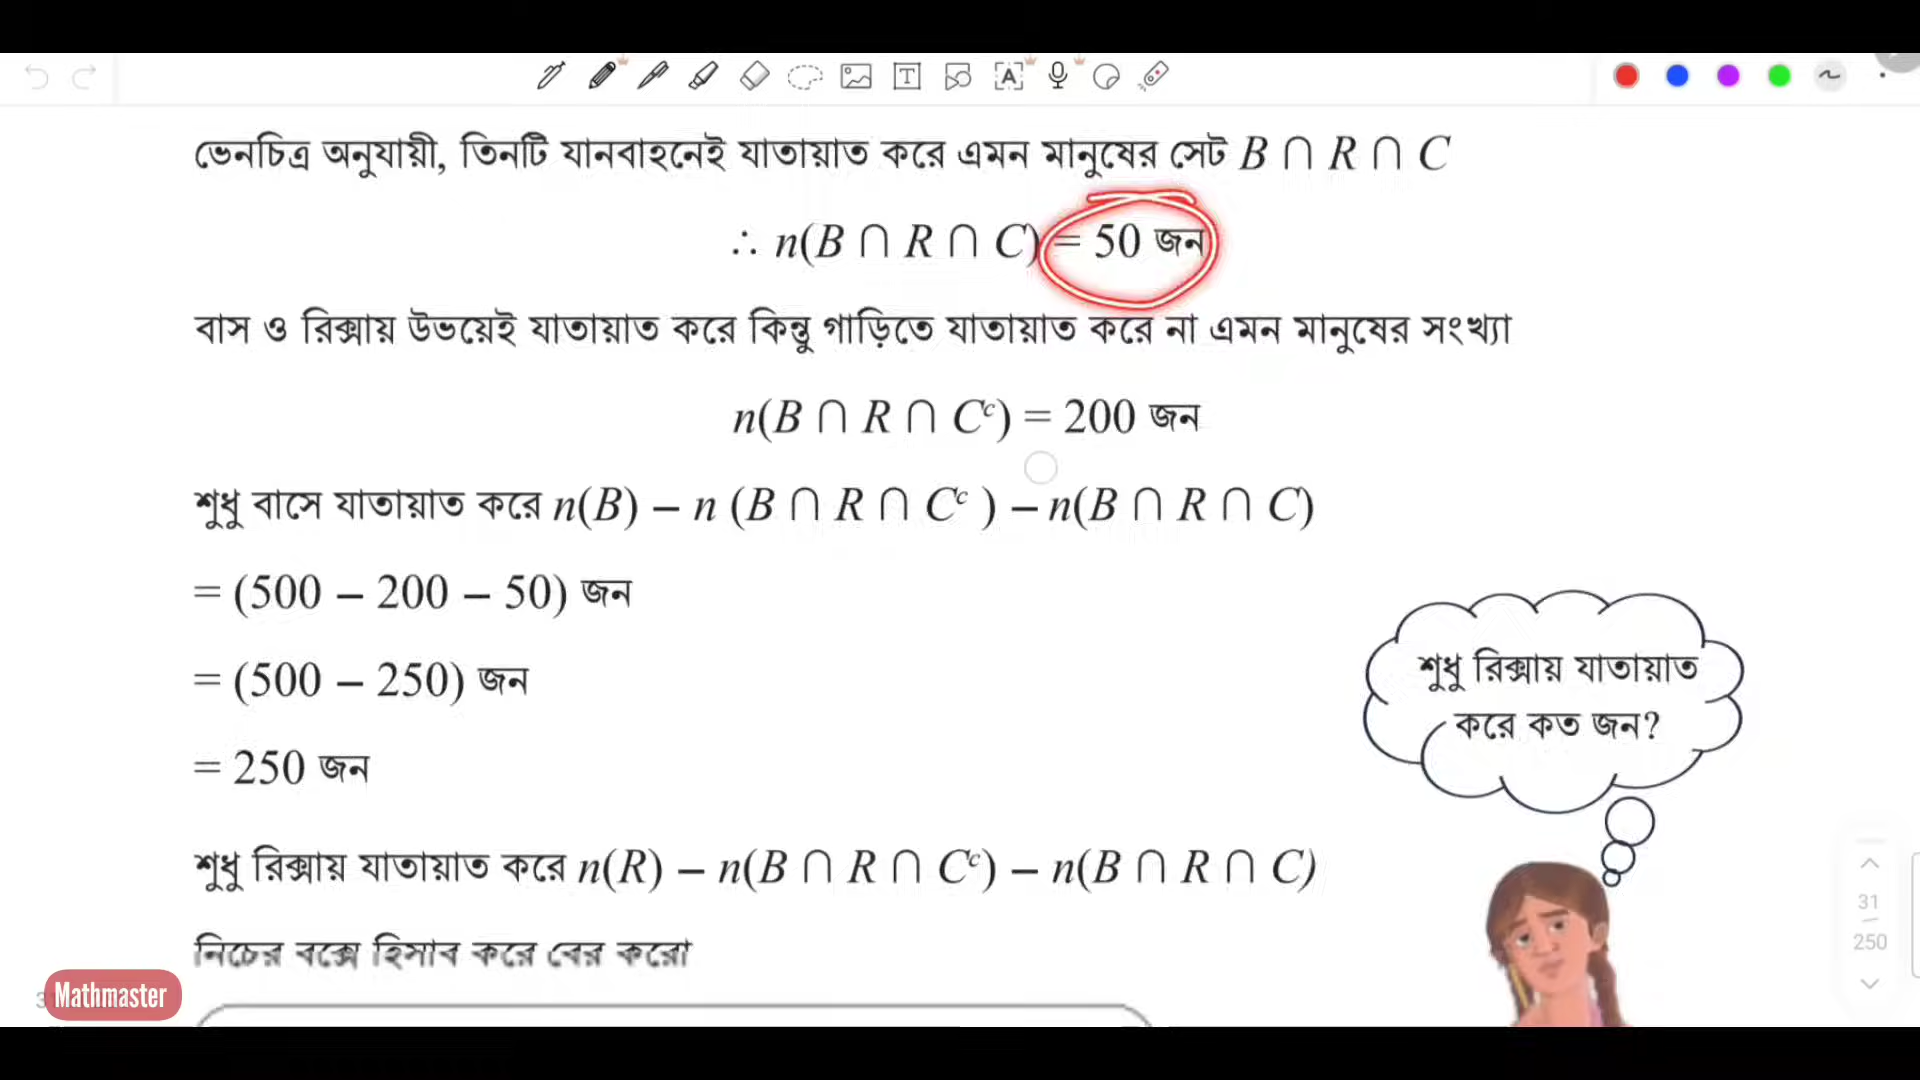 ভেনচিত্র অনুযায়ী, তিনটি যানবাহনেই যাতায়াত করে এমন মানুষের সেট B ∩ R ∩ C
∴ n(B ∩ R ∩ C) = 50 জন
বাস ও রিক্সায় উভয়েই যাতায়াত করে কিন্তু গাড়িতে যাতায়াত করে না এমন মানুষের সংখ্যা
n(B ∩ R ∩ Cᶜ) = 200 জন
শুধু বাসে যাতায়াত করে n(B) – n (B ∩ R ∩ Cᶜ ) – n(B ∩ R ∩ C)
= (500 – 200 – 50) জন
= (500 – 250) জন
= 250 জন
শুধু রিক্সায় যাতায়াত
করে কত জন?
শুধু রিক্সায় যাতায়াত করে n(R) – n(B ∩ R ∩ Cᶜ) – n(B ∩ R ∩ C)
নিচের বক্সে হিসাব করে বের করো
31
250
Mathmaster